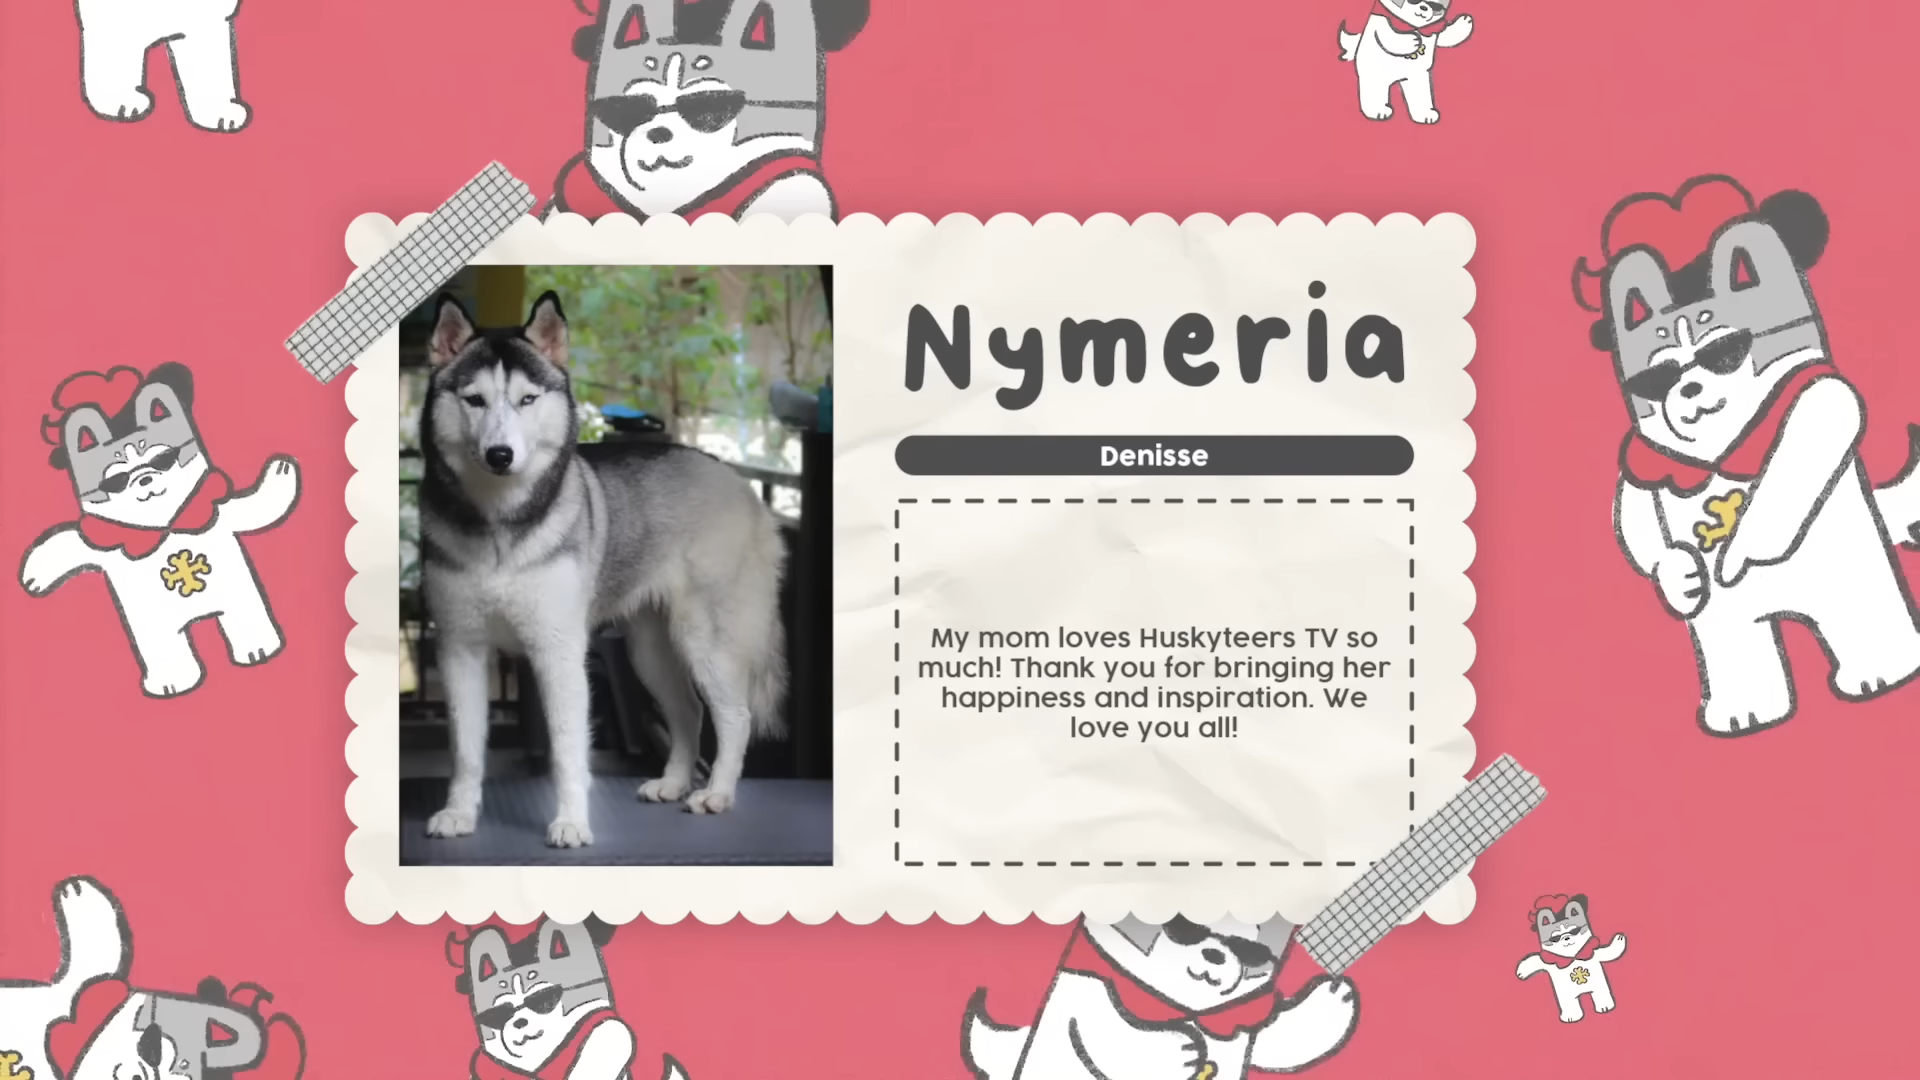 Nymeria
Denisse
My mom loves Huskyteers TV so
much! Thank you for bringing her
happiness and inspiration. We
love you all!